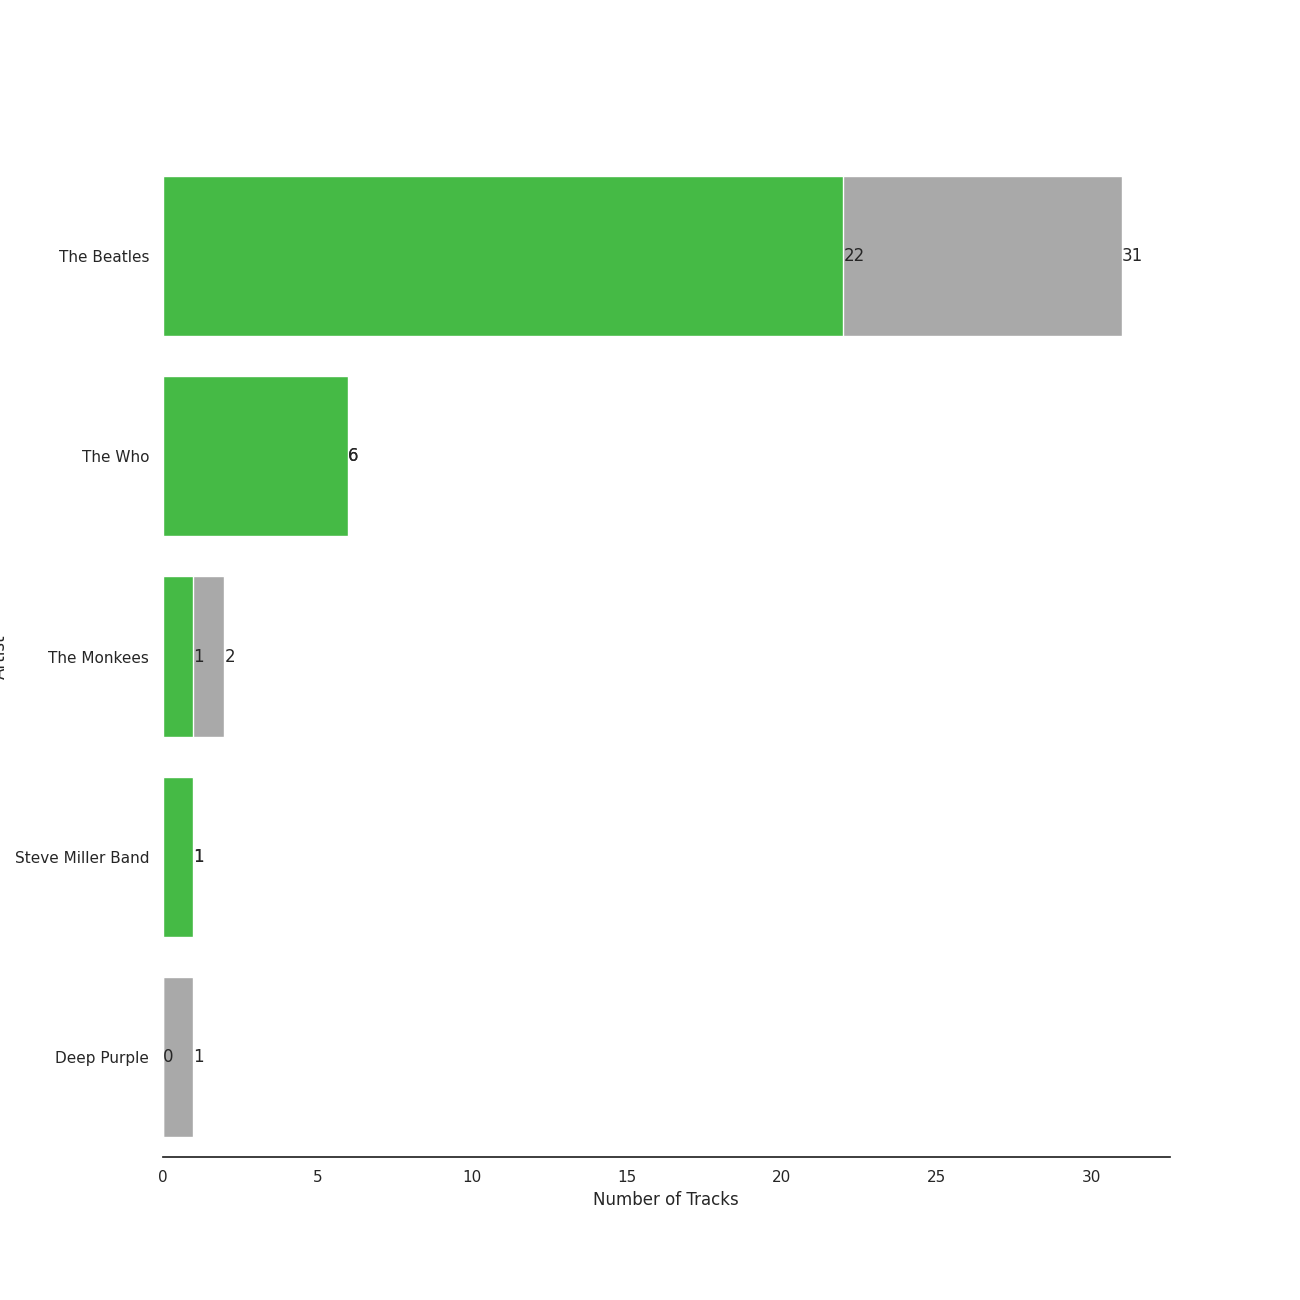 The Beatles 22 31
The Who 6
Artist
The Monkees 1 2
Steve Miller Band 1
Deep Purple 0 1
0 5 10 15 20 25 30
Number of Tracks